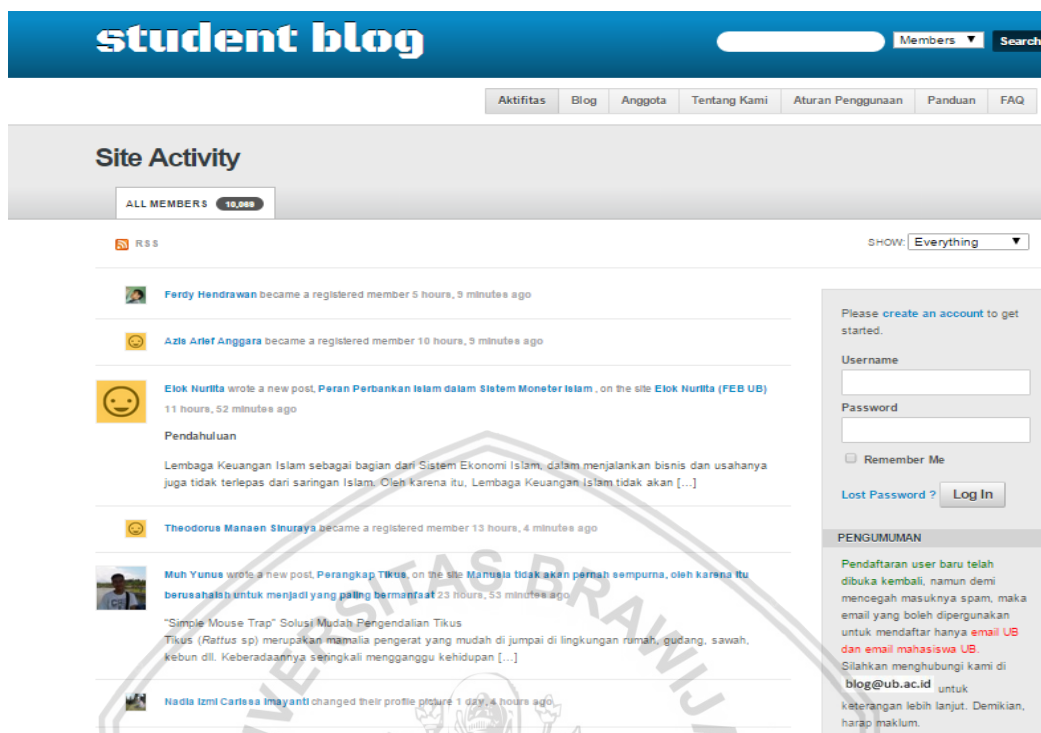 student blog
Members
Search
Aktifitas
Blog
Anggota
Tentang Kami
Aturan Penggunaan
Panduan
FAQ
Site Activity
ALL MEMBERS 10,069
RSS
SHOW: Everything
Ferdy Hendrawan became a registered member 5 hours, 9 minutes ago
Azis Arief Anggara became a registered member 10 hours, 9 minutes ago
Elok Nurlita wrote a new post, Peran Perbankan Islam dalam Sistem Moneter Islam , on the site Elok Nurlita (FEB UB)
11 hours, 52 minutes ago
Pendahuluan
Lembaga Keuangan Islam sebagai bagian dari Sistem Ekonomi Islam, dalam menjalankan bisnis dan usahanya
juga tidak terlepas dari saringan Islam. Oleh karena itu, Lembaga Keuangan Islam tidak akan [...]
Theodorus Manaen Sinuraya became a registered member 13 hours, 4 minutes ago
Muh Yunus wrote a new post, Perangkap Tikus, on the site Manusia tidak akan pernah sempurna, oleh karena itu
berusahalah untuk menjadi yang paling bermanfaat 23 hours, 53 minutes ago
"Simple Mouse Trap" Solusi Mudah Pengendalian Tikus
Tikus (Rattus sp) merupakan mamalia pengerat yang mudah di jumpai di lingkungan rumah, gudang, sawah,
kebun dll. Keberadaannya seringkali mengganggu kehidupan [...]
Nadia Izmi Carissa Imayanti changed their profile picture 1 day, 4 hours ago
Please create an account to get
started.
Username
Password
Remember Me
Lost Password ? Log In
PENGUMUMAN
Pendaftaran user baru telah
dibuka kembali, namun demi
mencegah masuknya spam, maka
email yang boleh dipergunakan
untuk mendaftar hanya email UB
dan email mahasiswa UB.
Silahkan menghubungi kami di
blog@ub.ac.id untuk
keterangan lebih lanjut. Demikian,
harap maklum.
ERSITAS BRAWIJA